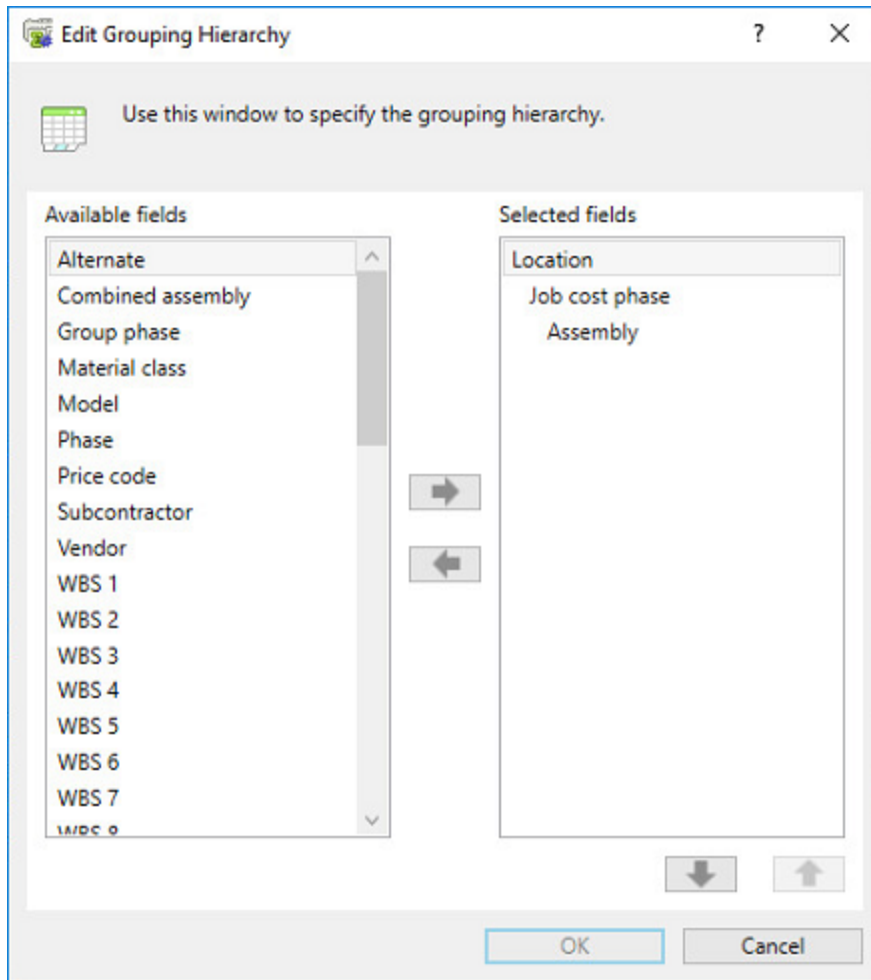 Edit Grouping Hierarchy
?
Use this window to specify the grouping hierarchy.
Available fields
Alternate
Combined assembly
Group phase
Material class
Model
Phase
Price code
Subcontractor
Vendor
WBS 1
WBS 2
WBS 3
WBS 4
WBS 5
WBS 6
WBS 7
WBS 8
Selected fields
Location
Job cost phase
Assembly
OK
Cancel